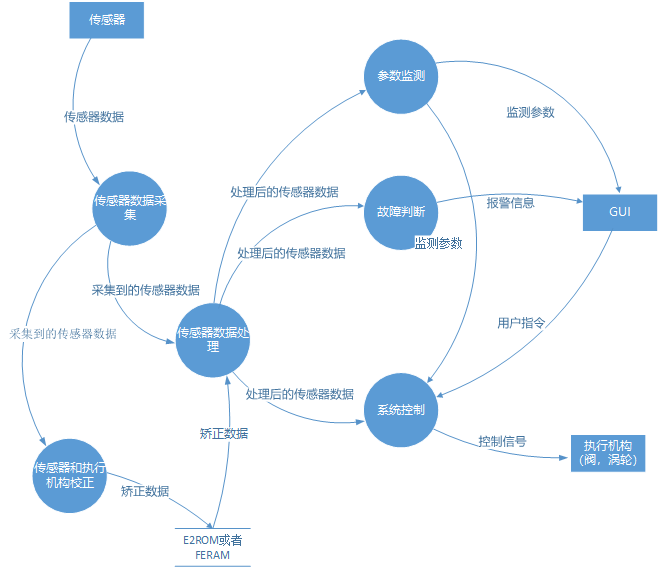 传感器
传感器数据
参数监测
监测参数
传感器数据采
集
处理后的传感器数据
故障判断
报警信息
GUI
处理后的传感器数据
监测参数
采集到的传感器数据
用户指令
采集到的传感器数据
传感器数据处
理
处理后的传感器数据
系统控制
矫正数据
控制信号
执行机构
（阀，涡轮）
传感器和执行
机构校正
矫正数据
E2ROM或者
FERAM